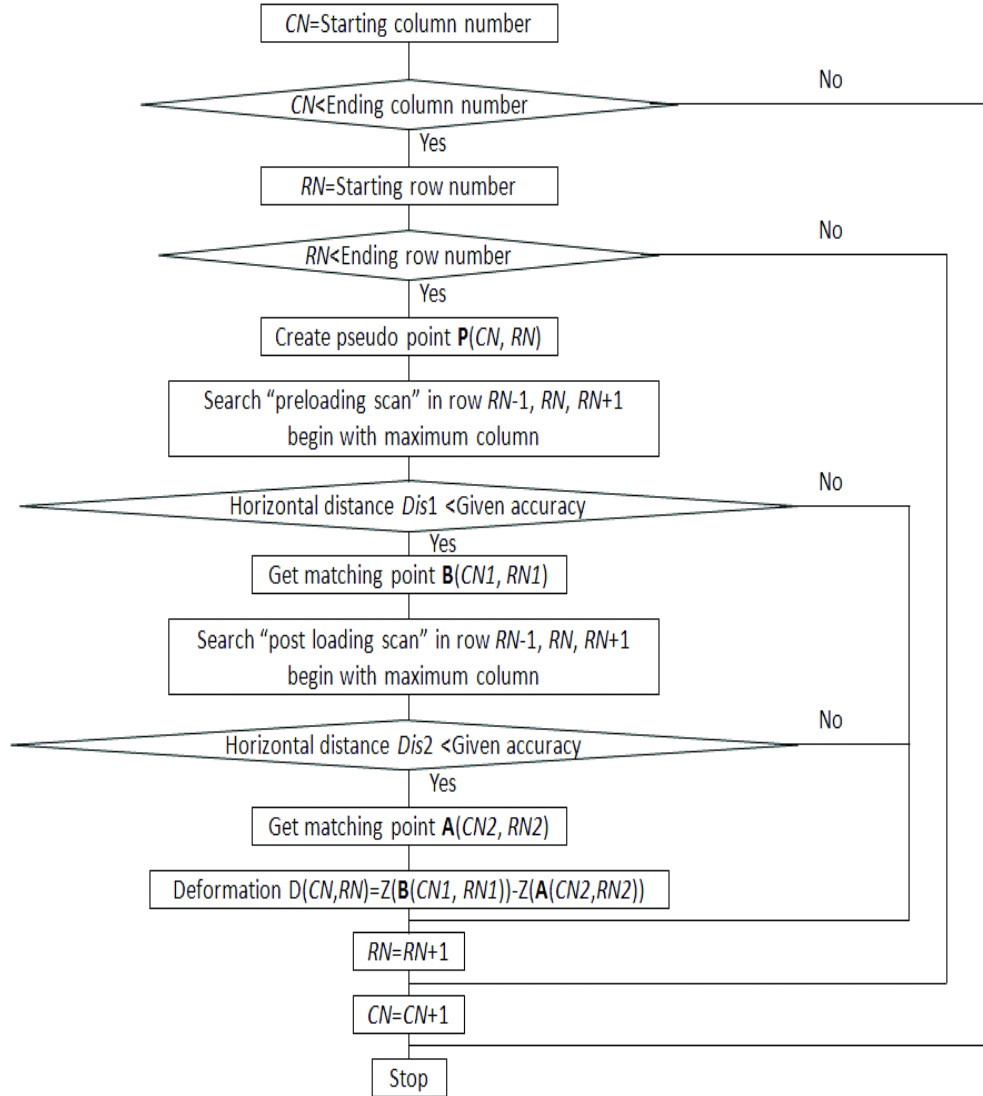 CN=Starting column number
No
CN<Ending column number
Yes
RN=Starting row number
No
RN<Ending row number
Yes
Create pseudo point P(CN, RN)
Search “preloading scan” in row RN-1, RN, RN+1
begin with maximum column
No
Horizontal distance Dis1 <Given accuracy
Yes
Get matching point B(CN1, RN1)
Search “post loading scan” in row RN-1, RN, RN+1
begin with maximum column
No
Horizontal distance Dis2 <Given accuracy
Yes
Get matching point A(CN2, RN2)
Deformation D(CN,RN)=Z(B(CN1, RN1))-Z(A(CN2,RN2))
RN=RN+1
CN=CN+1
Stop